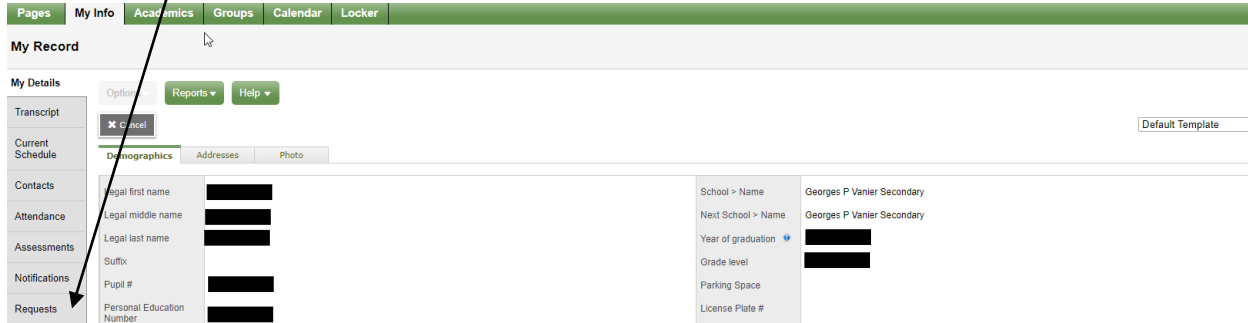 Pages My Info Academics Groups Calendar Locker
My Record
My Details
Transcript
Current
Schedule
Contacts
Attendance
Assessments
Notifications
Requests
Options Reports Help
Cancel
Default Template
Demographics Addresses Photo
Legal first name
Legal middle name
Legal last name
Suffix
Pupil #
Personal Education
Number
School > Name Georges P Vanier Secondary
Next School > Name Georges P Vanier Secondary
Year of graduation
Grade level
Parking Space
License Plate #